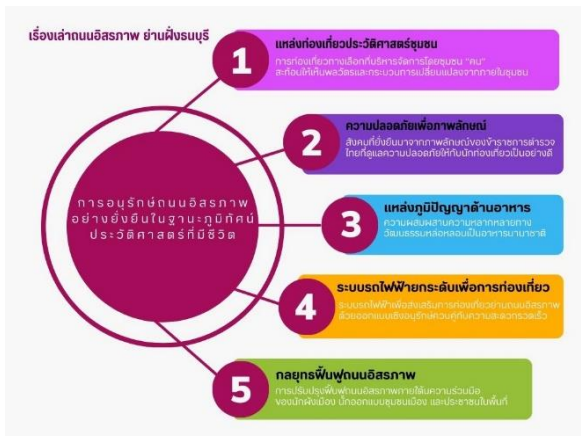 เรื่องเล่าถนนอิสรภาพ ย่านฝั่งธนบุรี
การอนุรักษ์ถนนอิสรภาพ
อย่างยั่งยืนในฐานะภูมิทัศน์
ประวัติศาสตร์ที่มีชีวิต
1
แหล่งท่องเที่ยวประวัติศาสตร์ชุมชน
การท่องเที่ยวทางเลือกที่บริหารจัดการโดยชุมชน "คน"
สะท้อนให้เห็นพลวัตรและกระบวนการเปลี่ยนแปลงจากภายในชุมชน
2
ความปลอดภัยเพื่อภาพลักษณ์
สังคมที่ยั่งยืนมาจากภาพลักษณ์ของข้าราชการตำรวจ
ไทยที่ดูแลความปลอดภัยให้กับนักท่องเที่ยวเป็นอย่างดี
3
แหล่งภูมิปัญญาด้านอาหาร
ความผสมผสานความหลากหลายทาง
วัฒนธรรมหล่อหลอมเป็นอาหารนานาชาติ
4
ระบบรถไฟฟ้ายกระดับเพื่อการท่องเที่ยว
ระบบรถไฟฟ้าเพื่อส่งเสริมการท่องเที่ยวย่านถนนอิสรภาพ
ด้วยออกแบบเชิงอนุรักษ์ควบคู่กับความสะดวกรวดเร็ว
5
กลยุทธฟื้นฟูถนนอิสรภาพ
การปรับปรุงฟื้นฟูถนนอิสรภาพภายใต้ความร่วมมือ
ของนักผังเมือง นักออกแบบชุมชนเมือง และประชาชนในพื้นที่